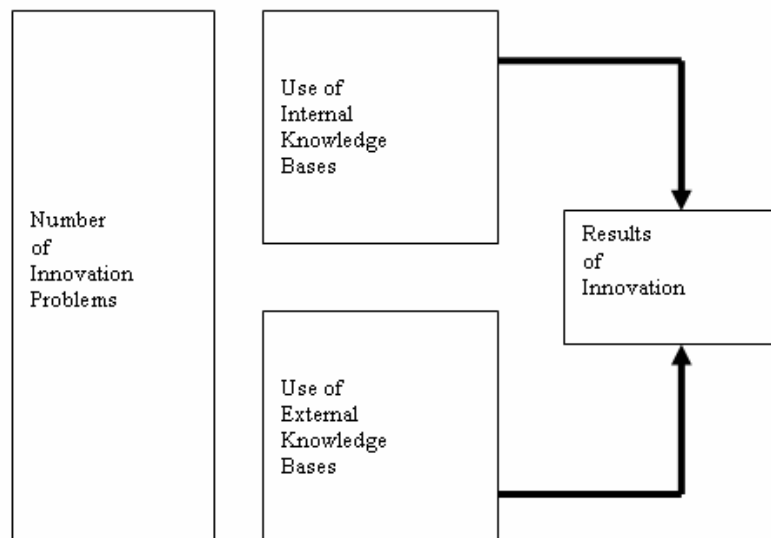 Number
of
Innovation
Problems
Use of
Internal
Knowledge
Bases
Use of
External
Knowledge
Bases
Results
of
Innovation